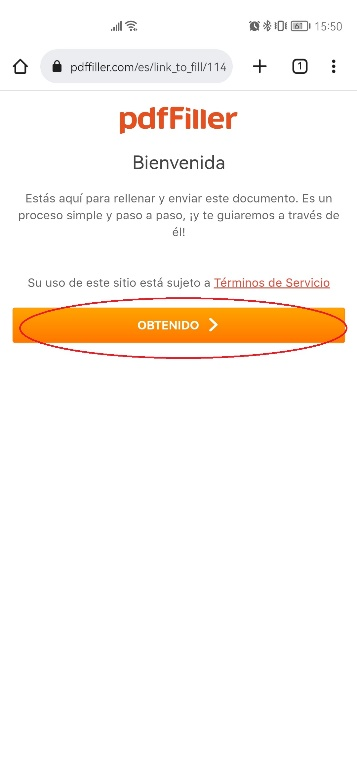 61
15:50
pdffiller.com/es/link_to_fill/114
1
pdfFiller
Bienvenida
Estás aquí para rellenar y enviar este documento. Es un
proceso simple y paso a paso, ¡y te guiaremos a través de
él!
Su uso de este sitio está sujeto a Términos de Servicio
OBTENIDO